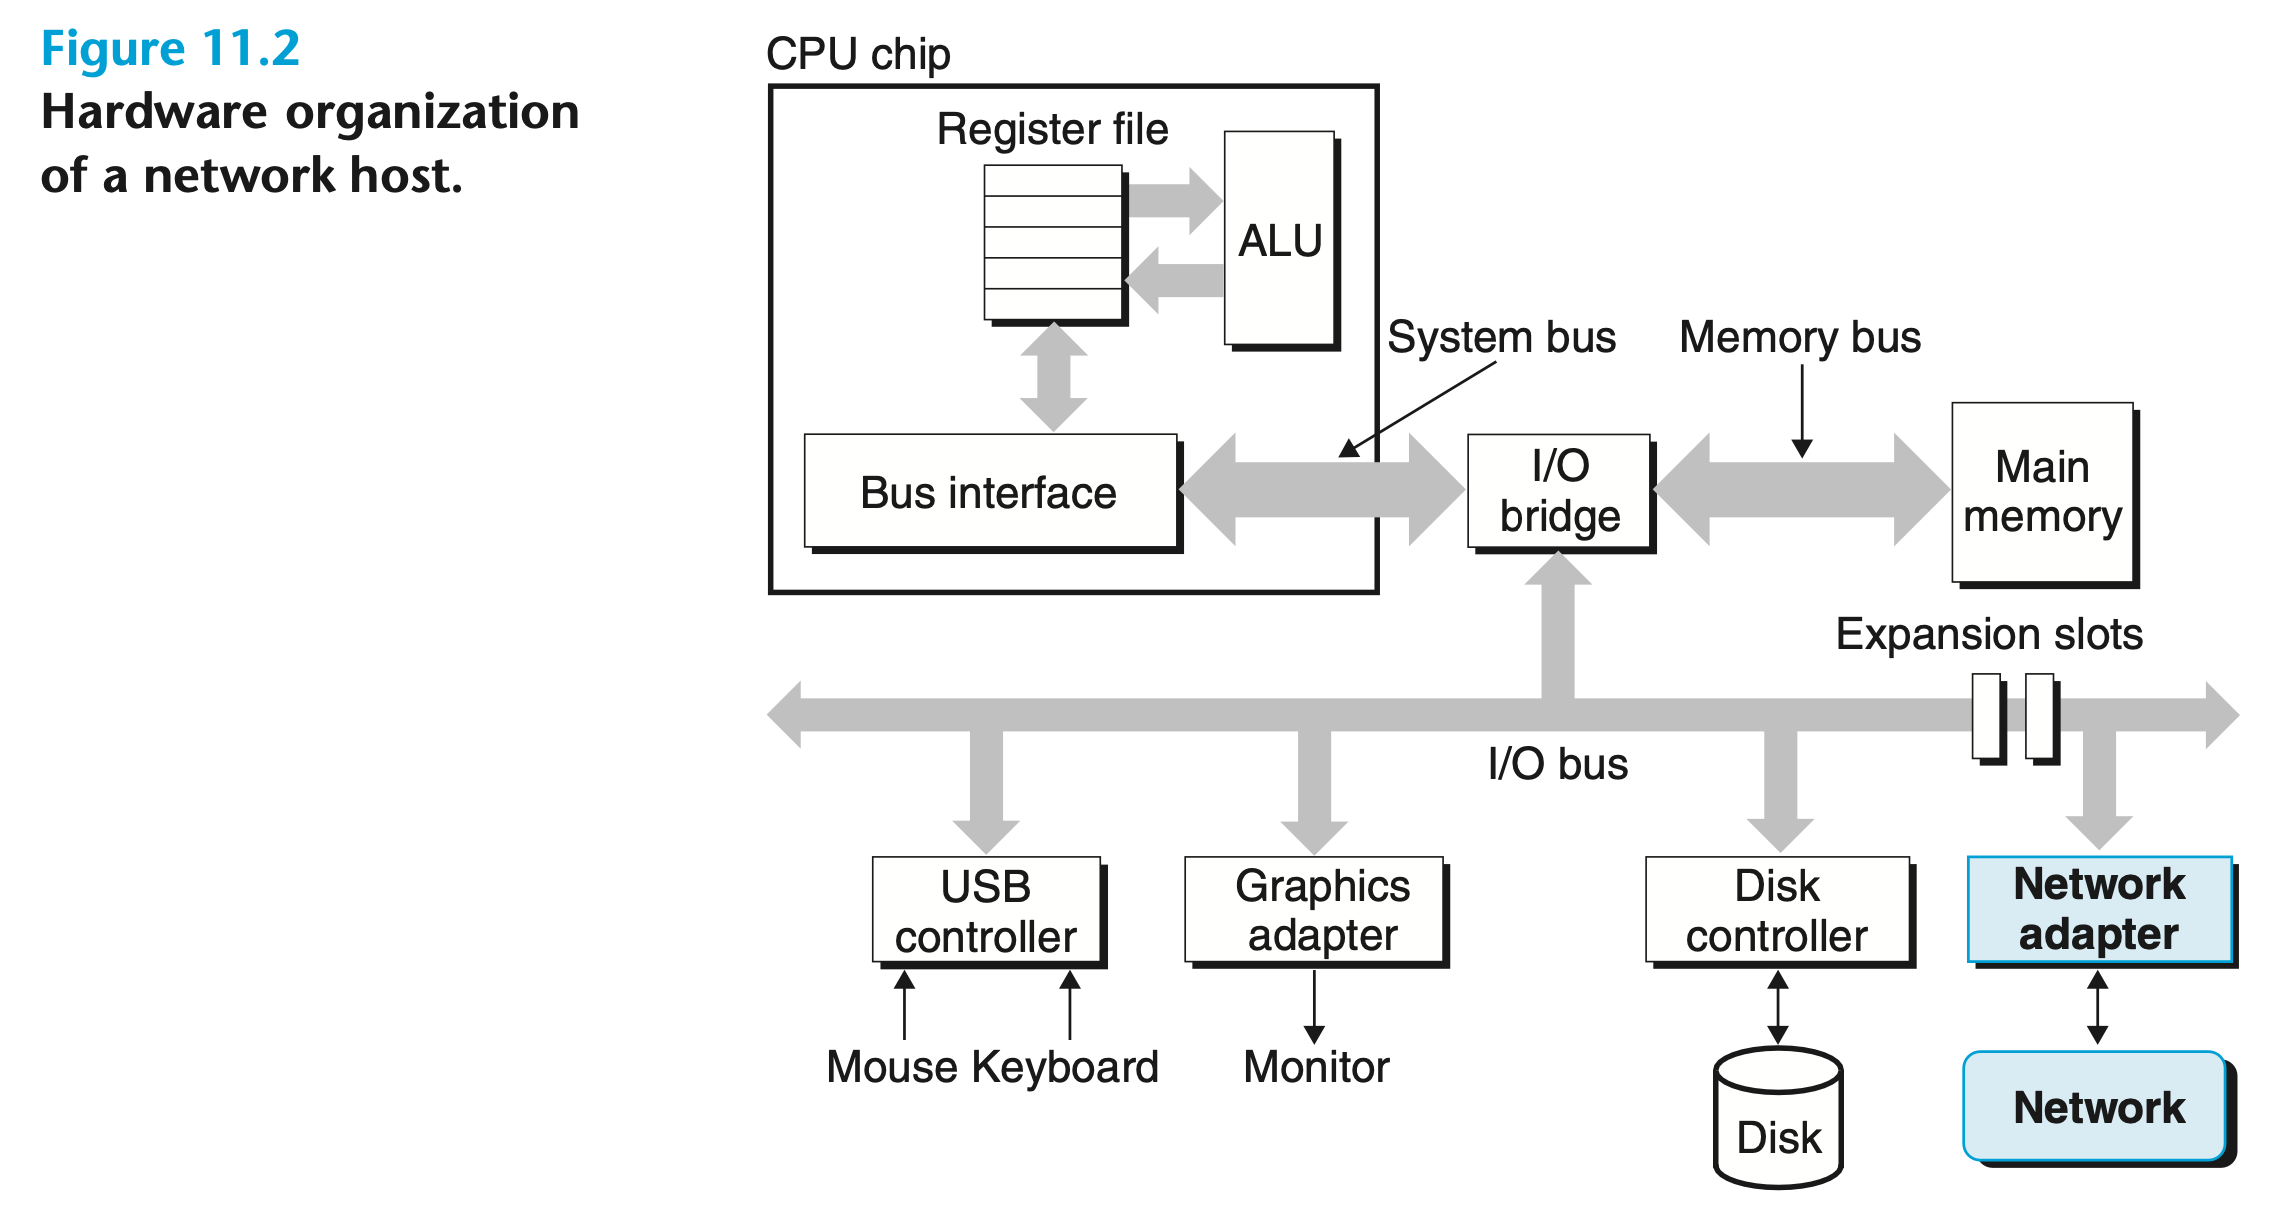 Figure 11.2
Hardware organization
of a network host.
CPU chip
Register file
ALU
System bus
Memory bus
Bus interface
I/O
bridge
Main
memory
Expansion slots
I/O bus
USB
controller
Graphics
adapter
Disk
controller
Network
adapter
Mouse Keyboard
Monitor
Disk
Network